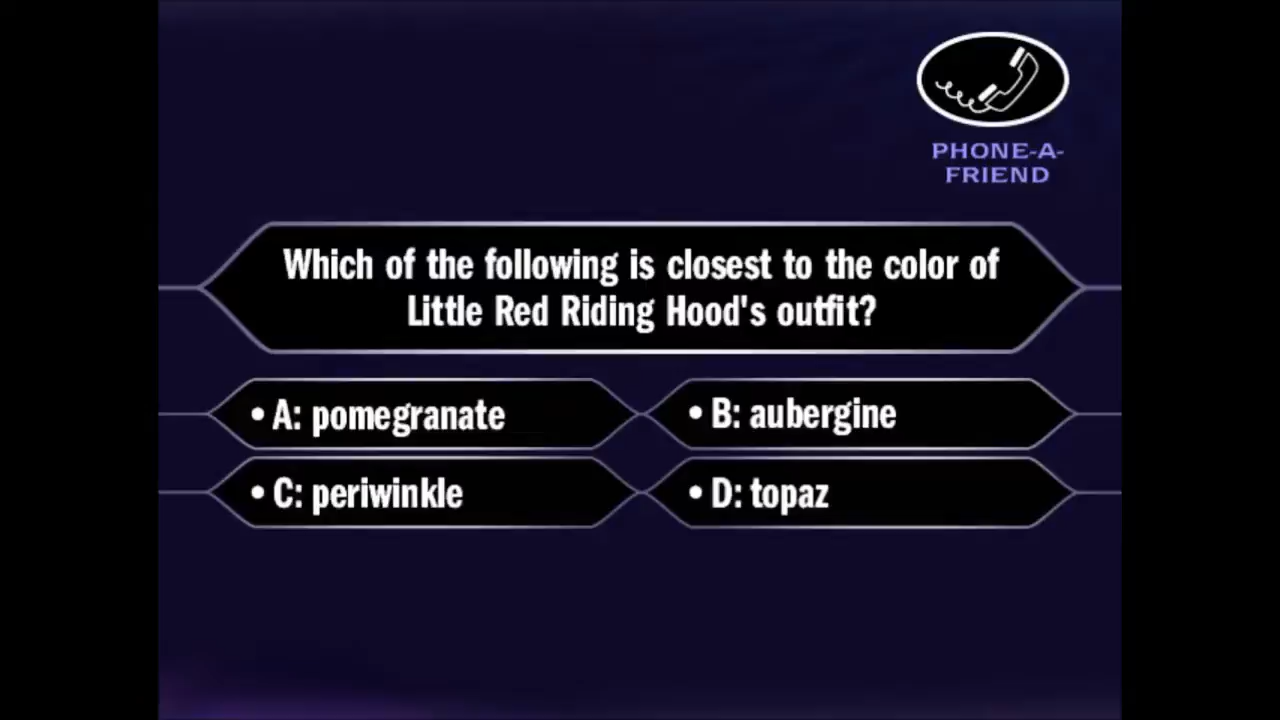 PHONE-A-
FRIEND
Which of the following is closest to the color of
Little Red Riding Hood's outfit?
• A: pomegranate
• B: aubergine
• C: periwinkle
• D: topaz